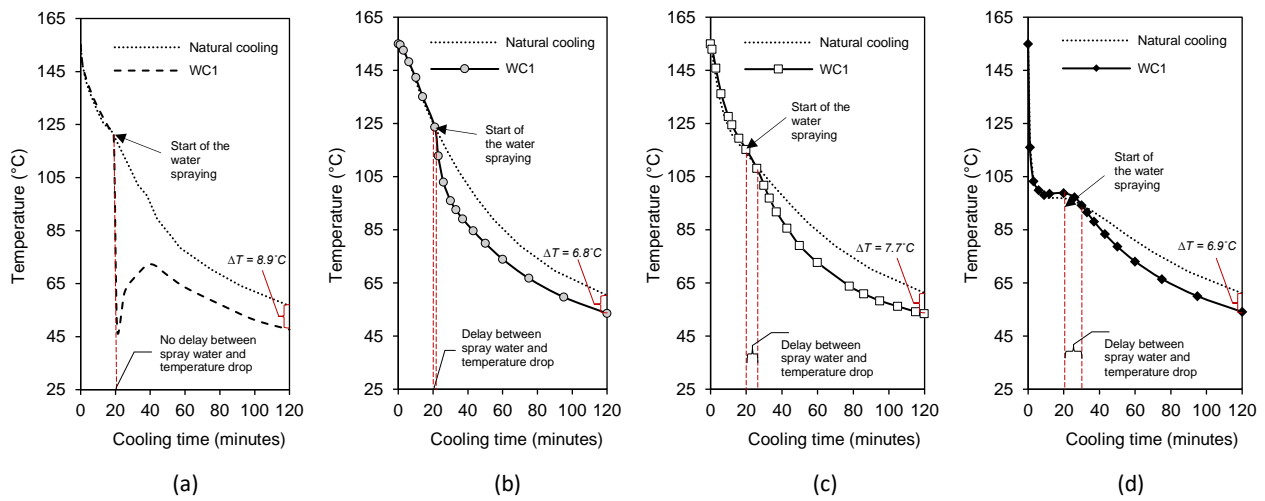 165
145
125
105
85
65
45
25
Temperature (°C)
0 20 40 60 80 100 120
Cooling time (minutes)
Natural cooling
WC1
Start of the
water
spraying
ΔT = 8.9°C
No delay between
spray water and
temperature drop
(a)
165
145
125
105
85
65
45
25
Temperature (°C)
0 20 40 60 80 100 120
Cooling time (minutes)
Natural cooling
WC1
Start of
the water
spraying
ΔT = 6.8°C
Delay between
spray water and
temperature drop
(b)
165
145
125
105
85
65
45
25
Temperature (°C)
0 20 40 60 80 100 120
Cooling time (minutes)
Natural cooling
WC1
Start of the
water
spraying
ΔT = 7.7°C
Delay between
spray water and
temperature drop
(c)
165
145
125
105
85
65
45
25
Temperature (°C)
0 20 40 60 80 100 120
Cooling time (minutes)
Natural cooling
WC1
Start of
the water
spraying
ΔT = 6.9°C
Delay between
spray water and
temperature drop
(d)